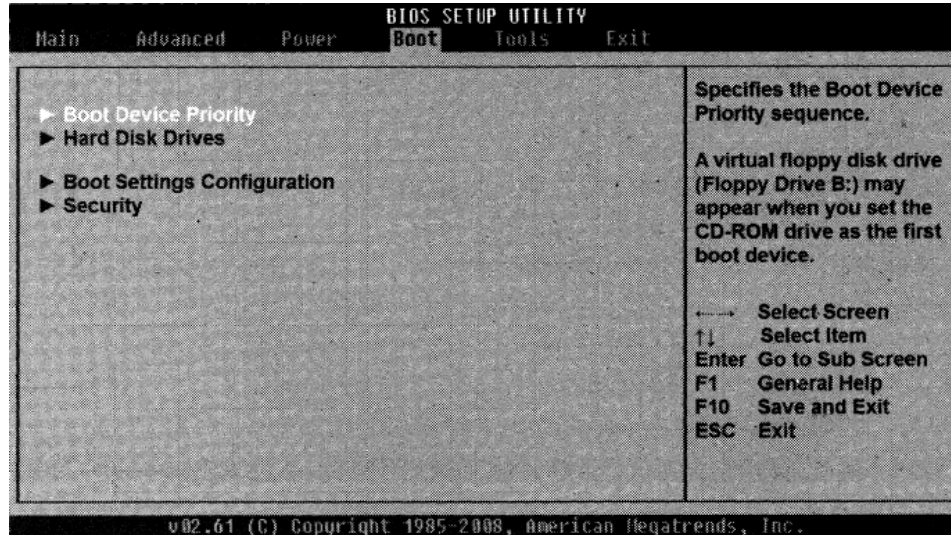 BIOS SETUP UTILITY
Main Advanced Power Boot Tools Exit
► Boot Device Priority
► Hard Disk Drives
► Boot Settings Configuration
► Security
Specifies the Boot Device
Priority sequence.
A virtual floppy disk drive
(Floppy Drive B:) may
appear when you set the
CD-ROM drive as the first
boot device.
←→ Select Screen
↑↓ Select Item
Enter Go to Sub Screen
F1 General Help
F10 Save and Exit
ESC Exit
v02.61 (C) Copyright 1985-2008, American Megatrends, Inc.